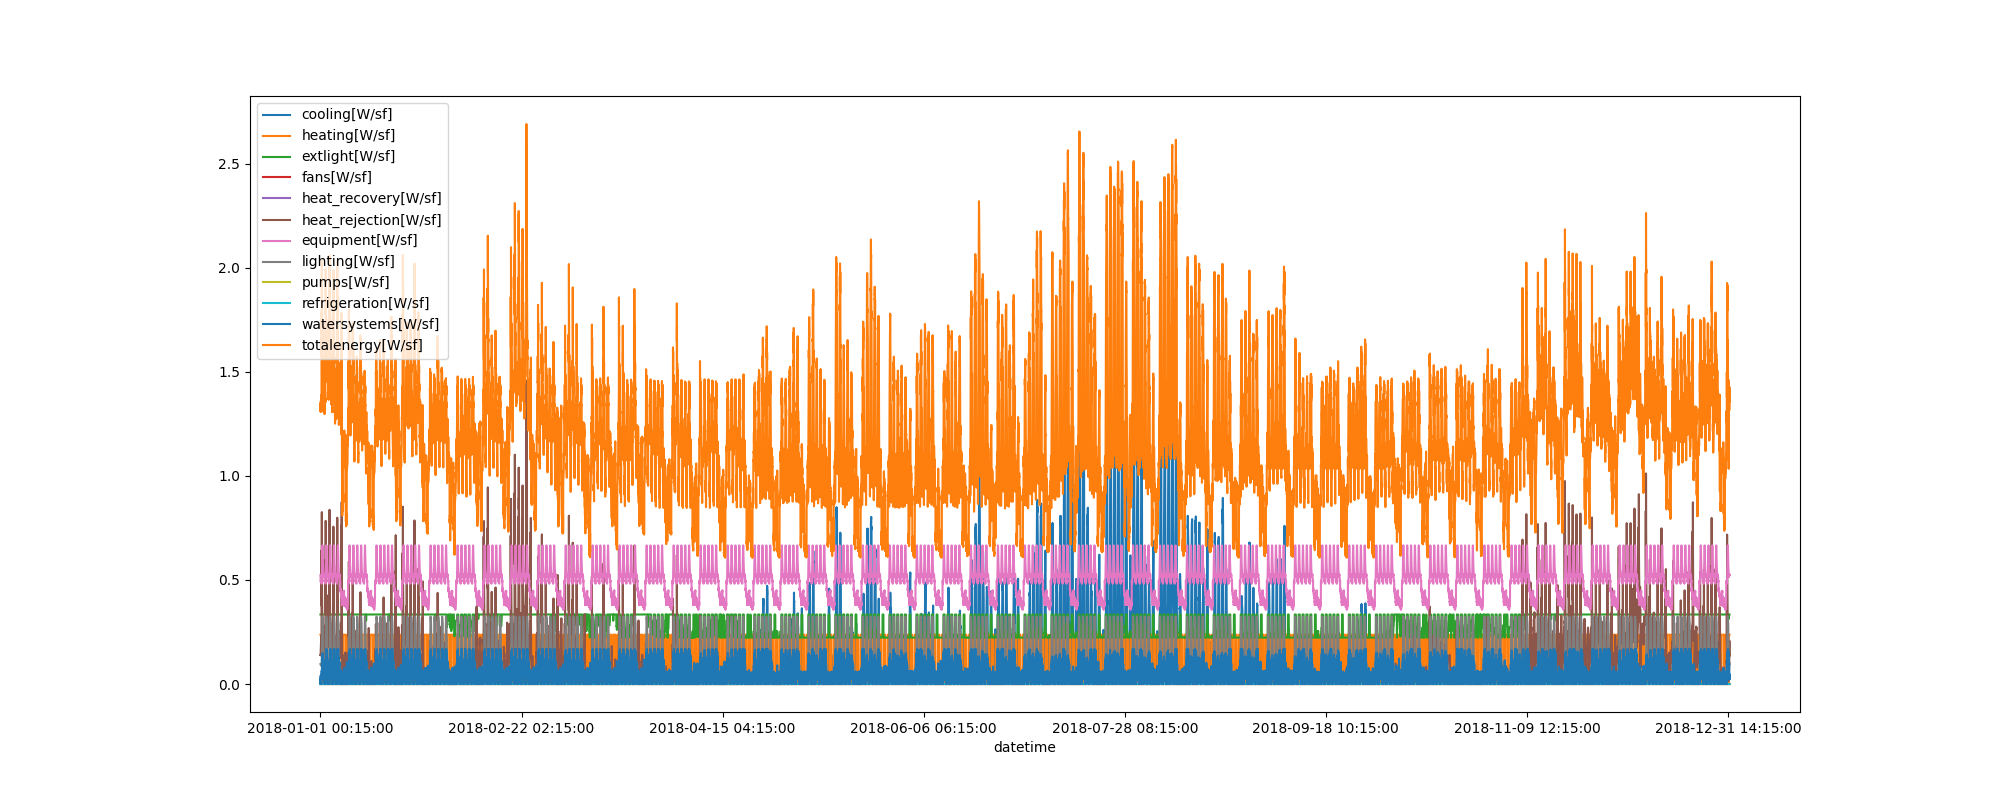 cooling[W/sf]
heating[W/sf]
extlight[W/sf]
fans[W/sf]
heat_recovery[W/sf]
heat_rejection[W/sf]
equipment[W/sf]
lighting[W/sf]
pumps[W/sf]
refrigeration[W/sf]
watersystems[W/sf]
totalenergy[W/sf]
2.5
2.0
1.5
1.0
0.5
0.0
2018-01-01 00:15:00 2018-02-22 02:15:00 2018-04-15 04:15:00 2018-06-06 06:15:00 2018-07-28 08:15:00 2018-09-18 10:15:00 2018-11-09 12:15:00 2018-12-31 14:15:00
datetime